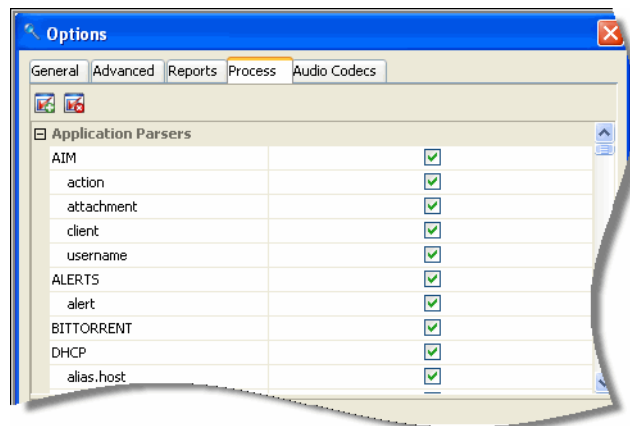 Options
General Advanced Reports Process Audio Codecs
Application Parsers
AIM
action
attachment
client
username
ALERTS
alert
BITTORRENT
DHCP
alias.host